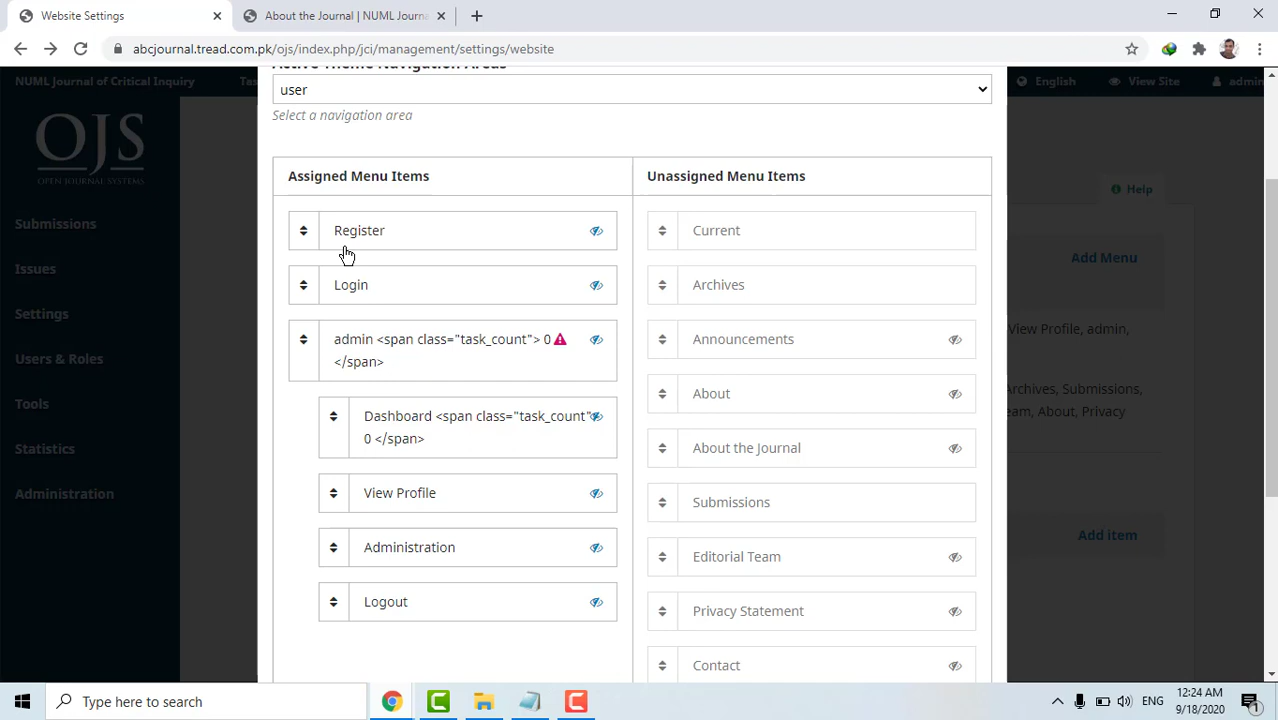 Website Settings
About the Journal | NUML Journa
abcjournal.tread.com.pk/ojs/index.php/jci/management/settings/website
NUML Journal of Critical Inquiry
Tas
English
View Site
admin
Active Theme Navigation Areas
user
Select a navigation area
OJS
OPEN JOURNAL SYSTEMS
Submissions
Issues
Settings
Users & Roles
Tools
Statistics
Administration
Assigned Menu Items
Unassigned Menu Items
Register
Login
admin <span class="task_count"> 0
</span>
Dashboard <span class="task_count"
0 </span>
View Profile
Administration
Logout
Current
Archives
Announcements
About
About the Journal
Submissions
Editorial Team
Privacy Statement
Contact
Help
Add Menu
View Profile, admin,
Archives, Submissions,
eam, About, Privacy
Add item
Type here to search
ENG
12:24 AM
9/18/2020
1